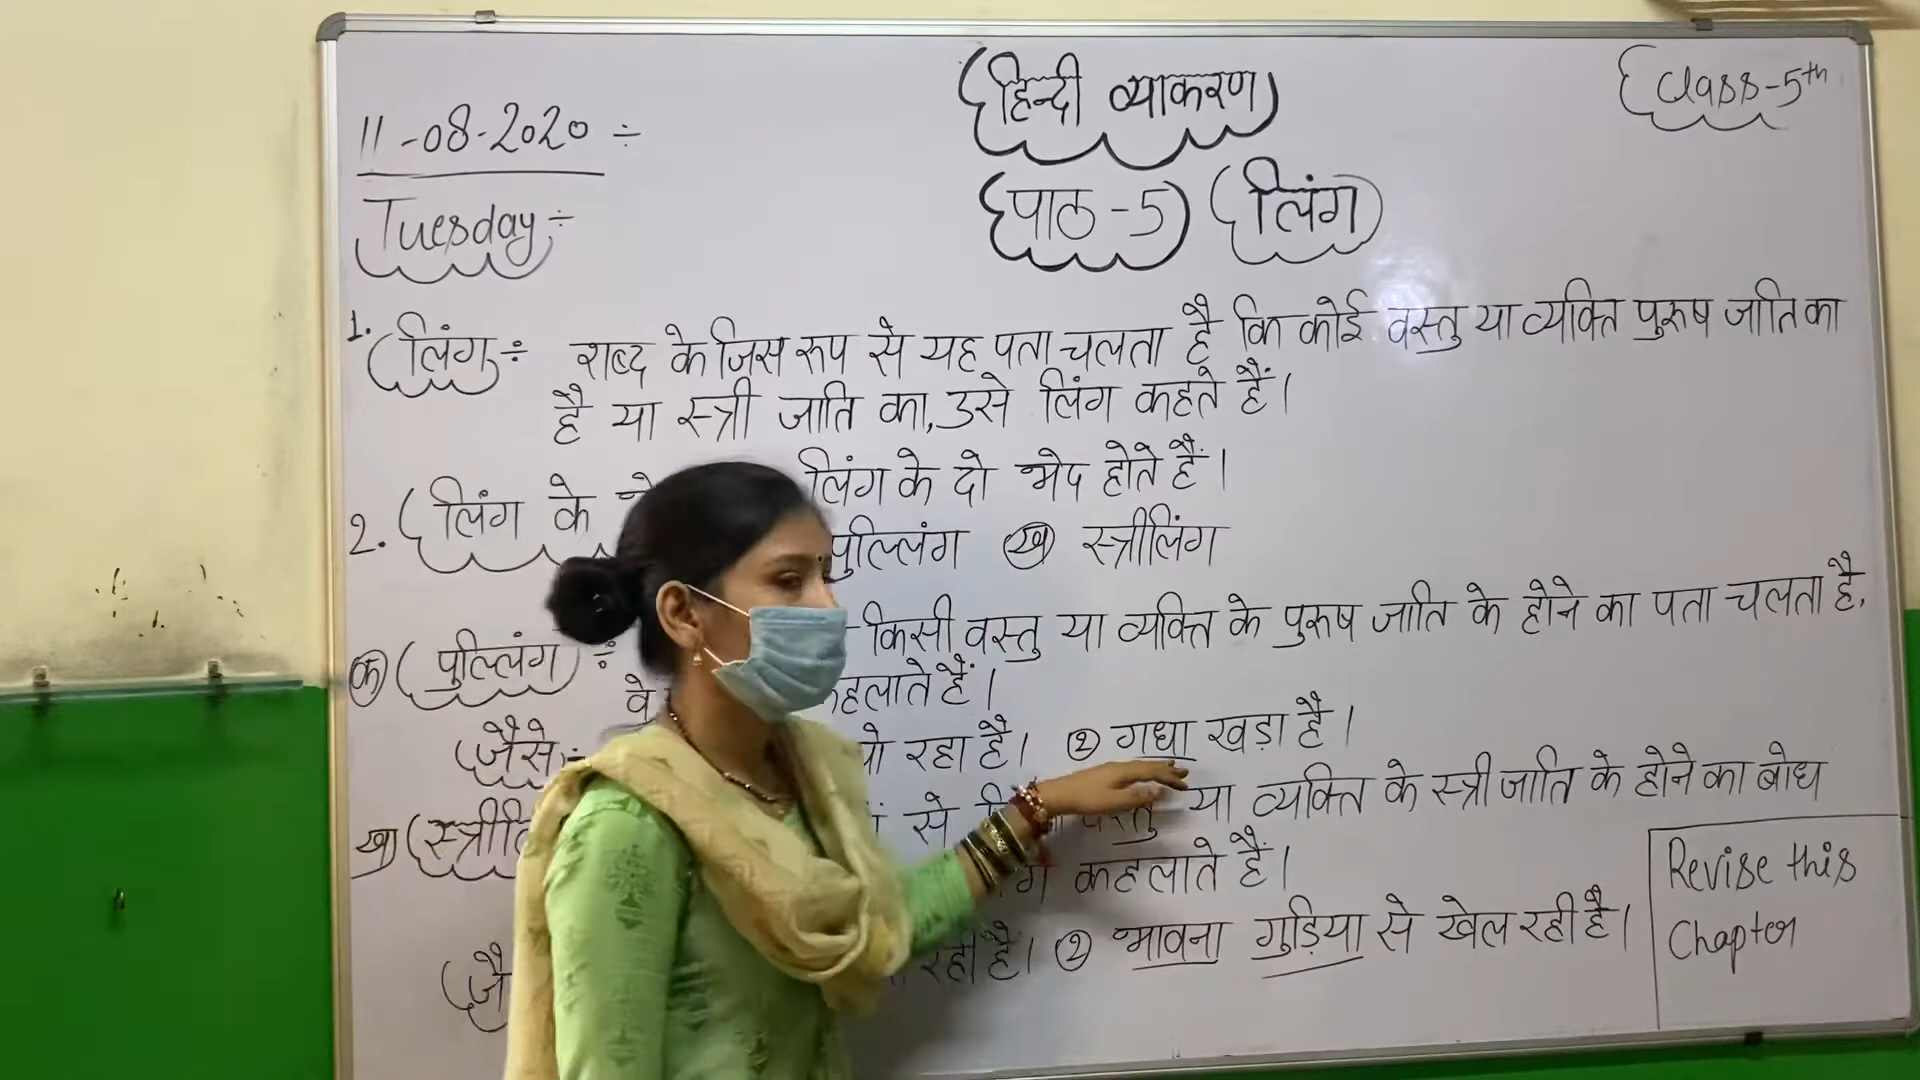 हिन्दी व्याकरण
Class-5th
11-08-2020 ÷
पाठ-5 लिंग
Tuesday ÷
1. लिंग ÷ शब्द के जिस रूप से यह पता चलता है कि कोई वस्तु या व्यक्ति पुरूष जाति का
है या स्त्री जाति का, उसे लिंग कहते हैं।
2. लिंग के लिंग के दो भेद होते हैं।
पुल्लिंग ख स्त्रीलिंग
क पुल्लिंग ÷ किसी वस्तु या व्यक्ति के पुरूष जाति के होने का पता चलता है,
वे कहलाते हैं।
जैसे ÷ रहा है। 2 गधा खड़ा है।
ख से या व्यक्ति के स्त्री जाति के होने का बोध
कहलाते हैं।
रही है। 2 भावना गुड़िया से खेल रही है।
Revise this
Chapter